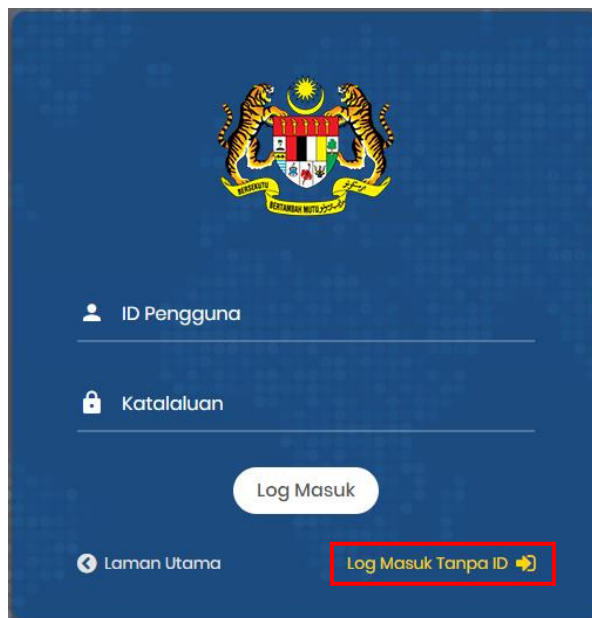 BERSEKUTU BERTAMBAH MUTU
ID Pengguna
Katalaluan
Log Masuk
Laman Utama
Log Masuk Tanpa ID